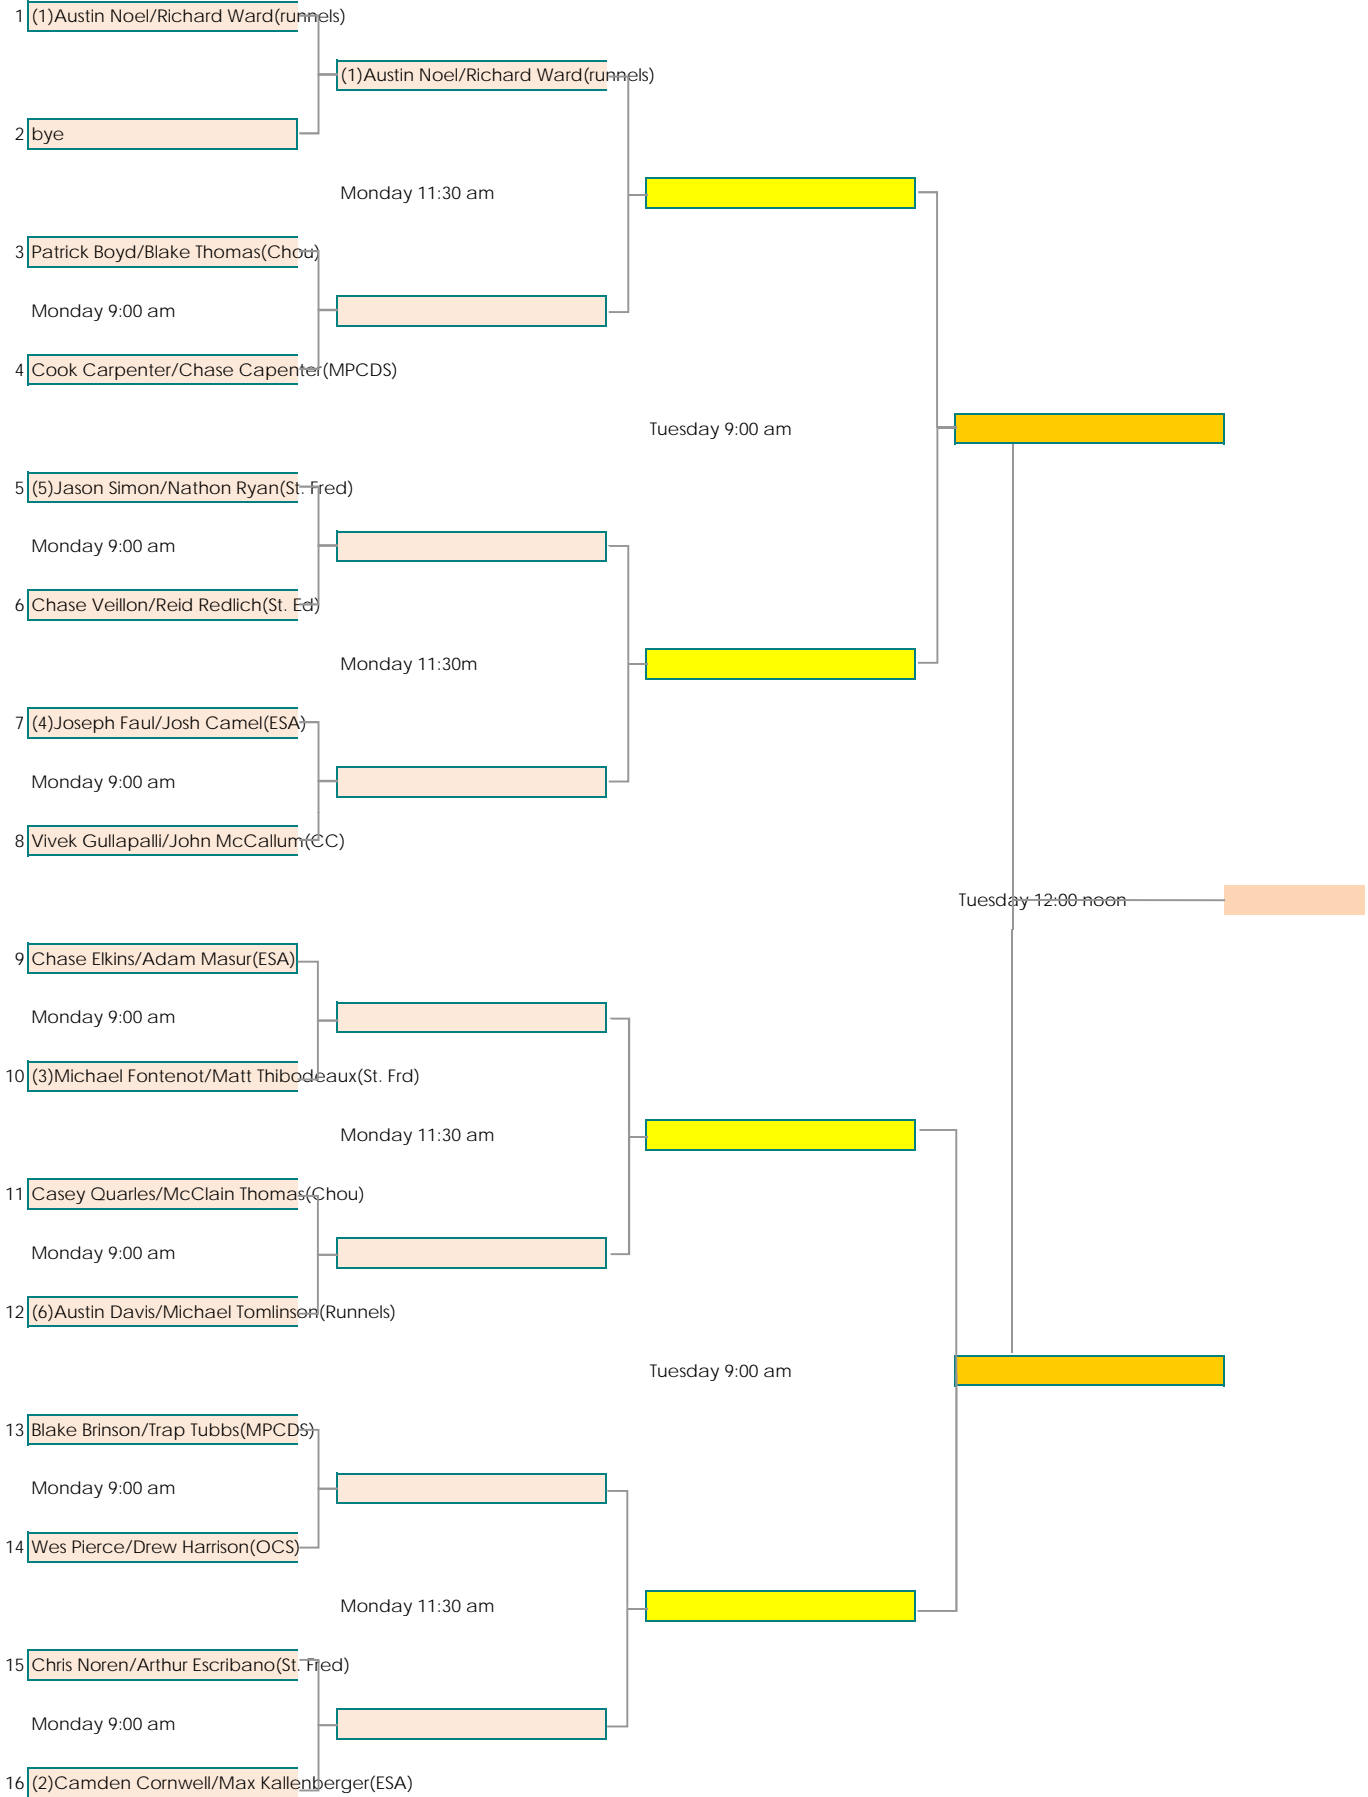 1 (1)Austin Noel/Richard Ward(runnels)
(1)Austin Noel/Richard Ward(runnels)
2 bye
Monday 11:30 am
3 Patrick Boyd/Blake Thomas(Chou)
Monday 9:00 am
4 Cook Carpenter/Chase Capenter(MPCDS)
Tuesday 9:00 am
5 (5)Jason Simon/Nathon Ryan(St. Fred)
Monday 9:00 am
6 Chase Veillon/Reid Redlich(St. Ed)
Monday 11:30m
7 (4)Joseph Faul/Josh Camel(ESA)
Monday 9:00 am
8 Vivek Gullapalli/John McCallum(CC)
Tuesday 12:00 noon
9 Chase Elkins/Adam Masur(ESA)
Monday 9:00 am
10 (3)Michael Fontenot/Matt Thibodeaux(St. Frd)
Monday 11:30 am
11 Casey Quarles/McClain Thomas(Chou)
Monday 9:00 am
12 (6)Austin Davis/Michael Tomlinson(Runnels)
Tuesday 9:00 am
13 Blake Brinson/Trap Tubbs(MPCDS)
Monday 9:00 am
14 Wes Pierce/Drew Harrison(OCS)
Monday 11:30 am
15 Chris Noren/Arthur Escribano(St. Fred)
Monday 9:00 am
16 (2)Camden Cornwell/Max Kallenberger(ESA)